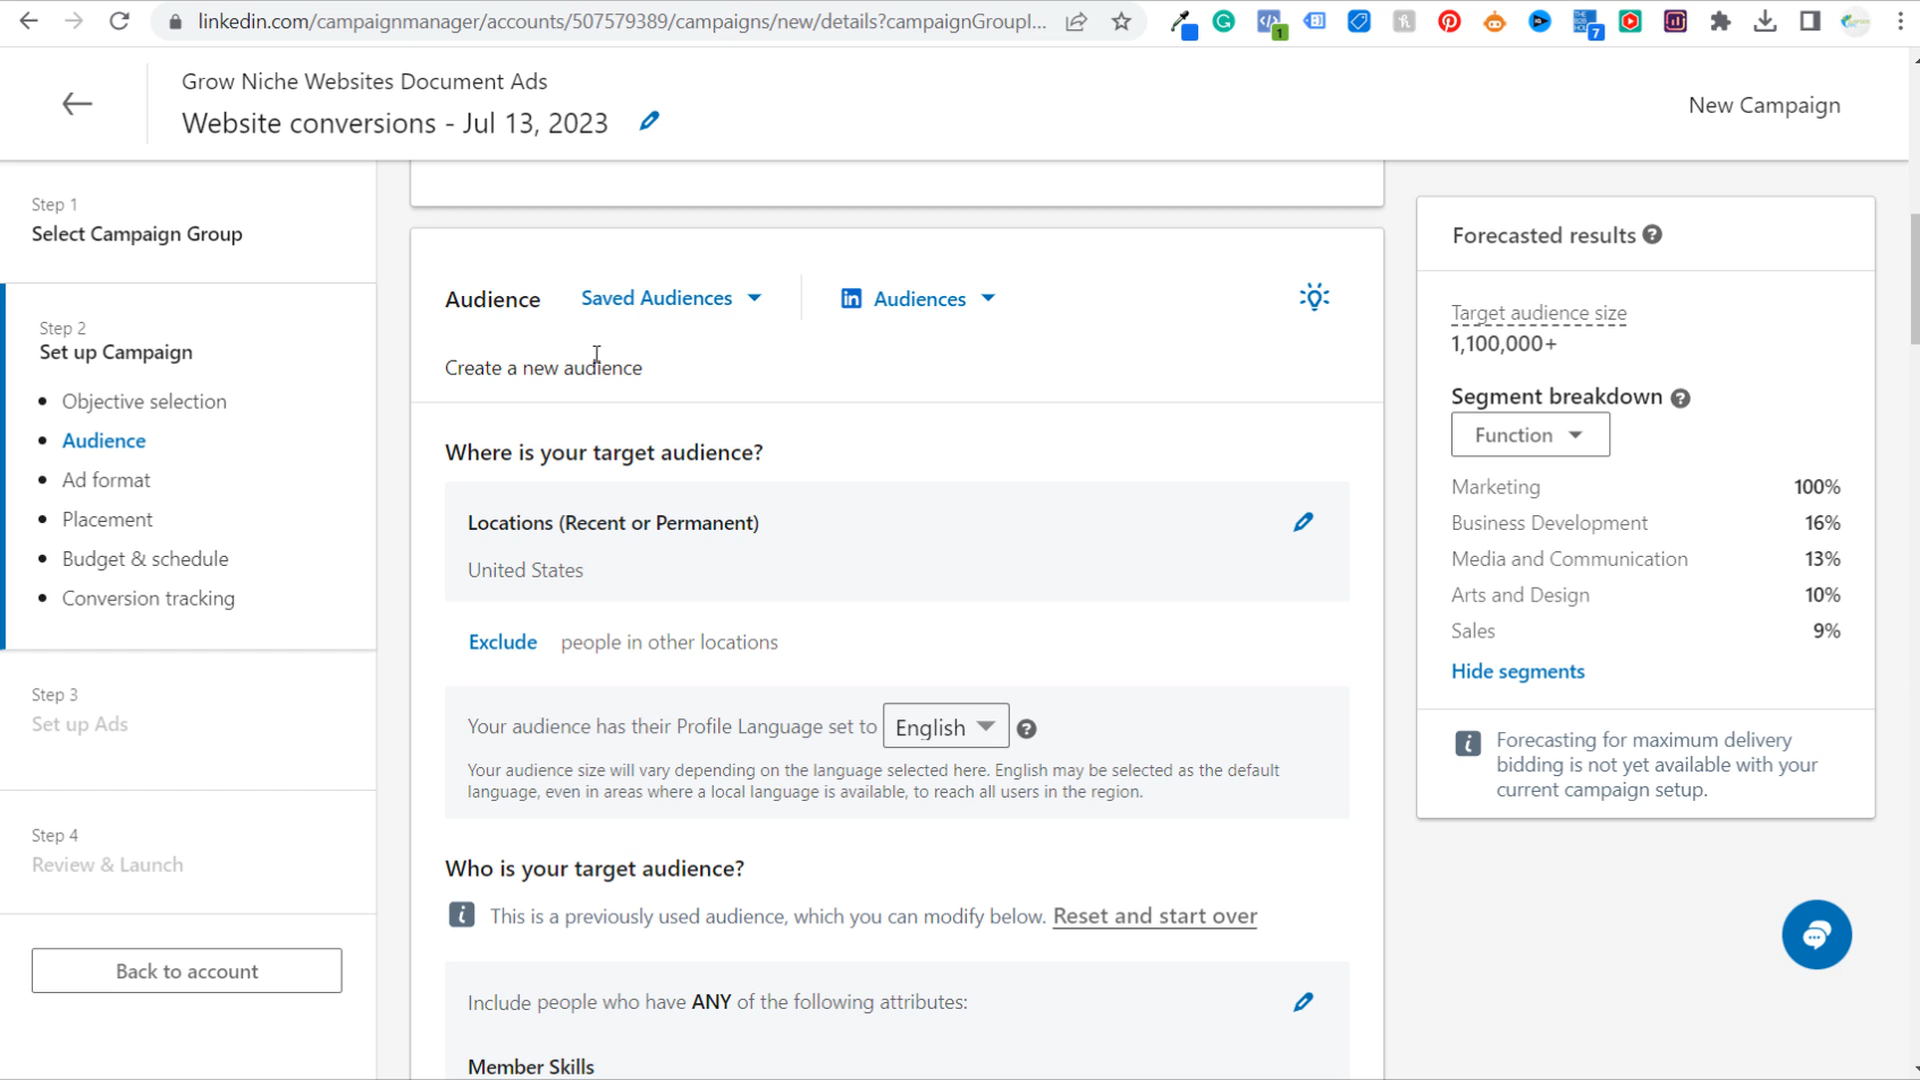 linkedin.com/campaignmanager/accounts/507579389/campaigns/new/details?campaignGroupI...
1
7
Grow Niche Websites Document Ads
Website conversions - Jul 13, 2023
New Campaign
Step 1
Select Campaign Group
Step 2
Set up Campaign
Objective selection
Audience
Ad format
Placement
Budget & schedule
Conversion tracking
Step 3
Set up Ads
Step 4
Review & Launch
Back to account
Audience
Saved Audiences
in Audiences
Create a new audience
Where is your target audience?
Locations (Recent or Permanent)
United States
Exclude people in other locations
Your audience has their Profile Language set to English ?
Your audience size will vary depending on the language selected here. English may be selected as the default
language, even in areas where a local language is available, to reach all users in the region.
Who is your target audience?
i This is a previously used audience, which you can modify below. Reset and start over
Include people who have ANY of the following attributes:
Member Skills
Forecasted results ?
Target audience size
1,100,000+
Segment breakdown ?
Function
Marketing 100%
Business Development 16%
Media and Communication 13%
Arts and Design 10%
Sales 9%
Hide segments
i Forecasting for maximum delivery
bidding is not yet available with your
current campaign setup.